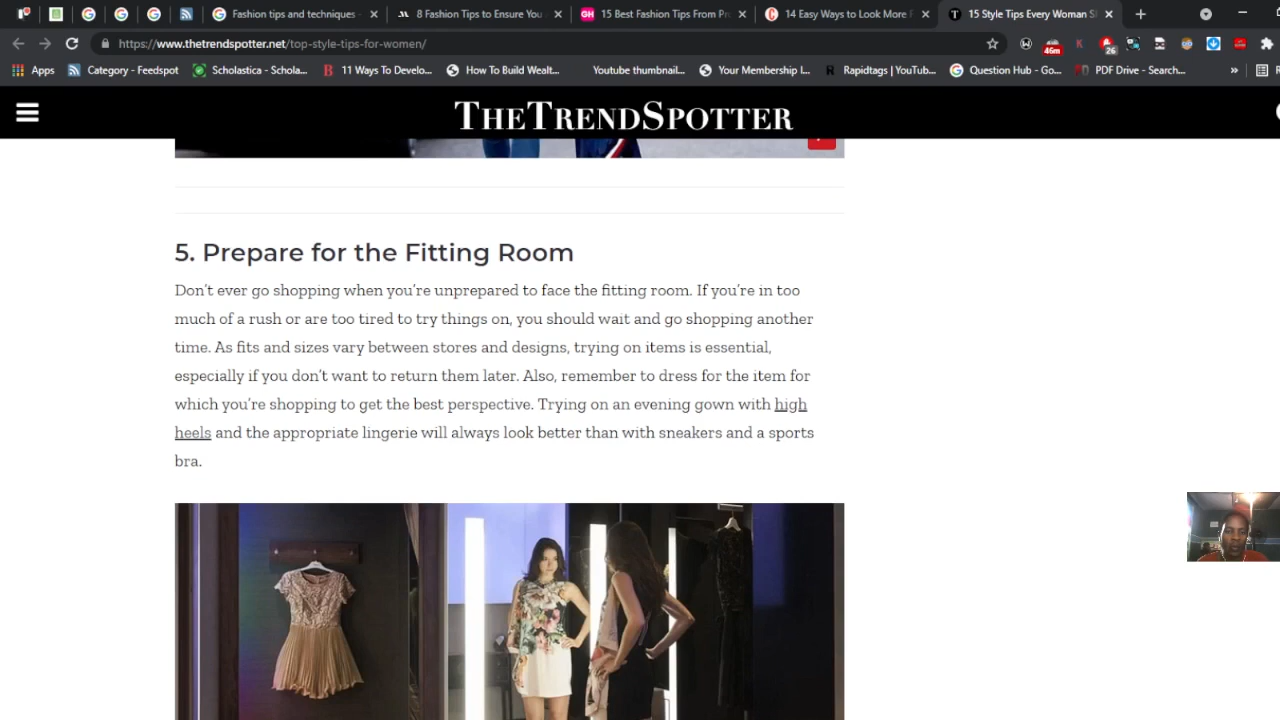 Fashion tips and techniques
8 Fashion Tips to Ensure You
GH
15 Best Fashion Tips From Pr
14 Easy Ways to Look More F
T
15 Style Tips Every Woman S
https://www.thetrendspotter.net/top-style-tips-for-women/
46m
26
Apps
Category - Feedspot
Scholastica - Schola...
B
11 Ways To Develo...
How To Build Wealt...
Youtube thumbnail...
Your Membership I...
R
Rapidtags | YouTub...
Question Hub - Go...
PDF Drive - Search...
»
THETRENDSPOTTER
5. Prepare for the Fitting Room
Don't ever go shopping when you're unprepared to face the fitting room. If you're in too
much of a rush or are too tired to try things on, you should wait and go shopping another
time. As fits and sizes vary between stores and designs, trying on items is essential,
especially if you don't want to return them later. Also, remember to dress for the item for
which you're shopping to get the best perspective. Trying on an evening gown with high
heels and the appropriate lingerie will always look better than with sneakers and a sports
bra.